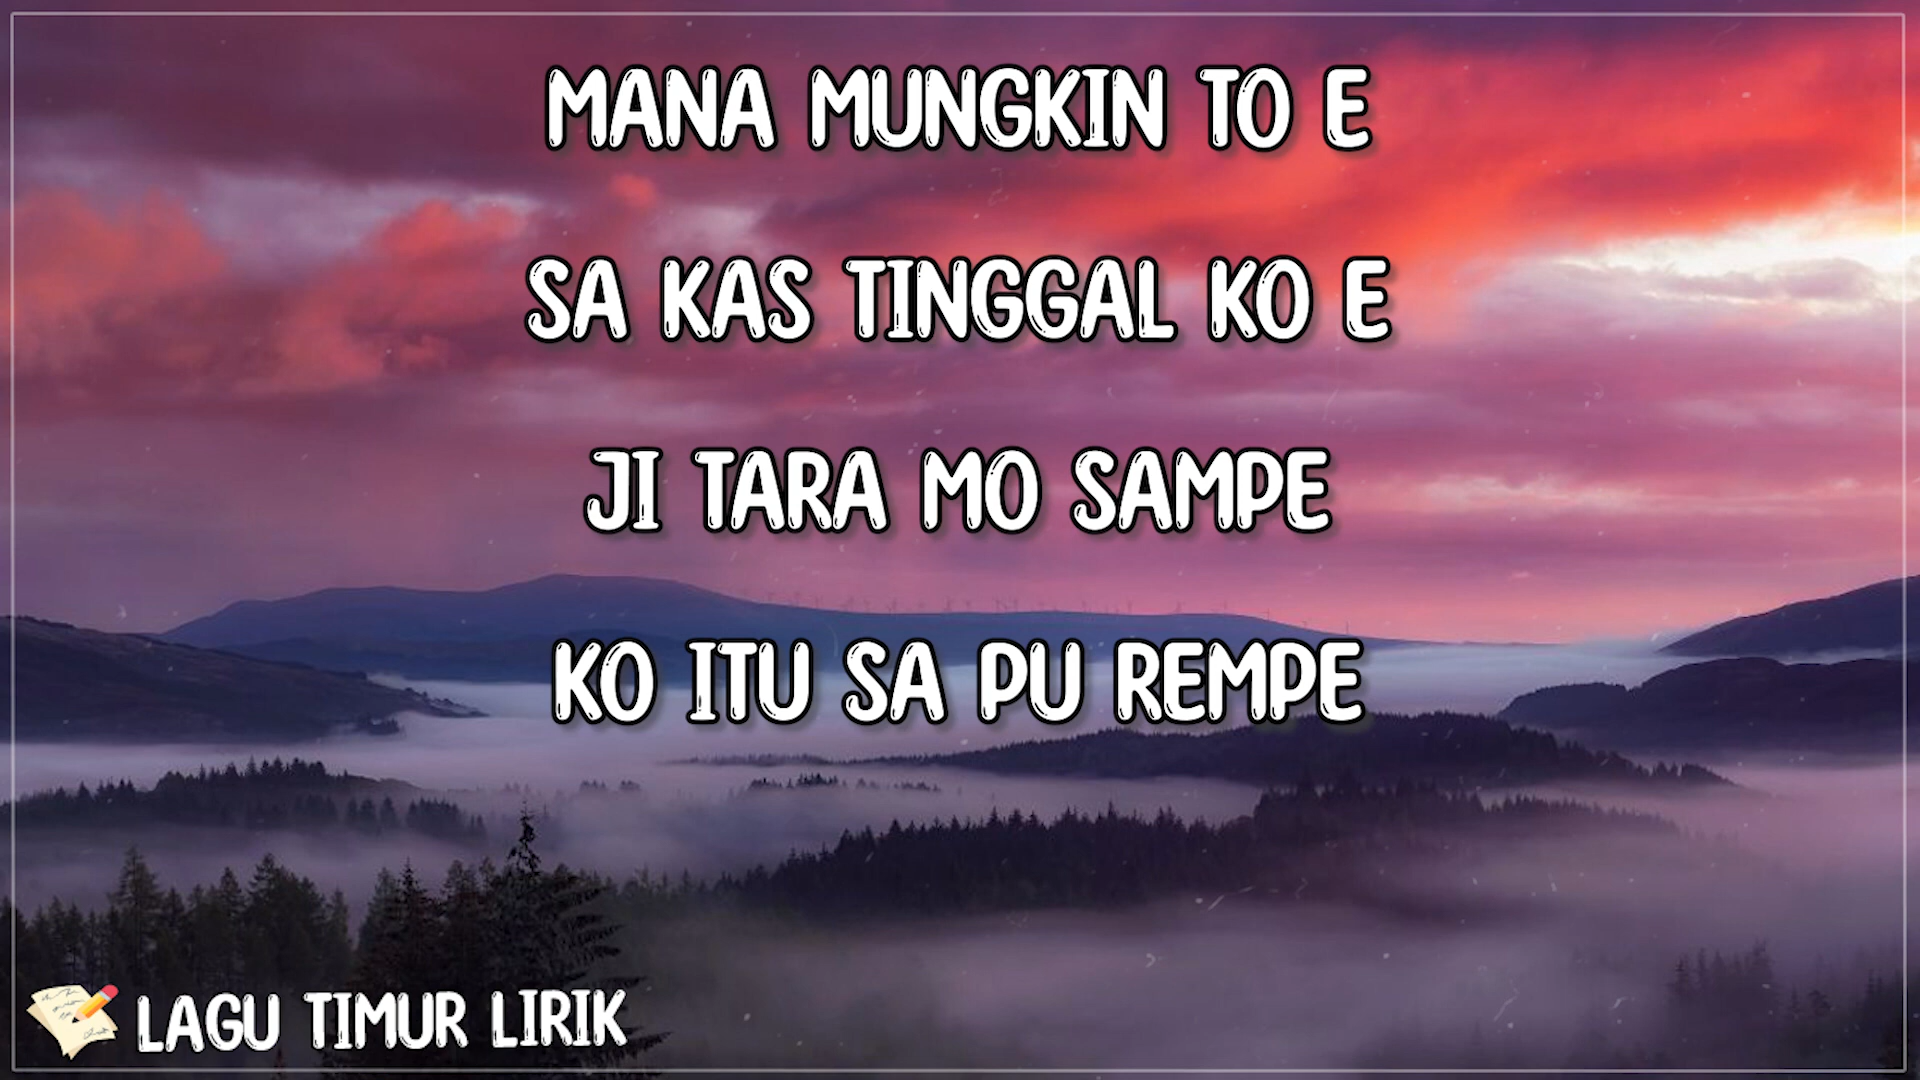 MANA MUNGKIN TO E
SA KAS TINGGAL KO E
JI TARA MO SAMPE
KO ITU SA PU REMPE
LAGU TIMUR LIRIK